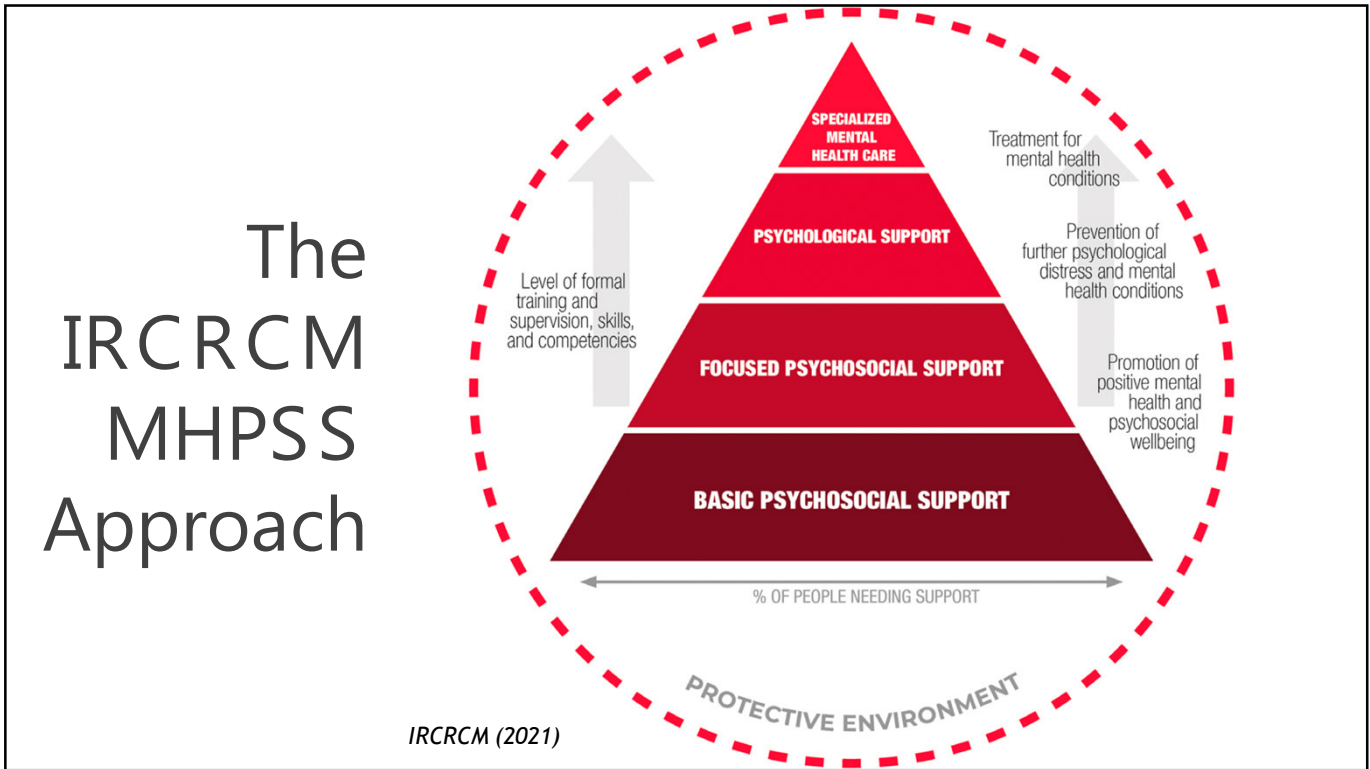 The
IRCRCM
MHPSS
Approach
SPECIALIZED
MENTAL
HEALTH CARE
PSYCHOLOGICAL SUPPORT
FOCUSED PSYCHOSOCIAL SUPPORT
BASIC PSYCHOSOCIAL SUPPORT
Level of formal
training and
supervision, skills,
and competencies
Treatment for
mental health
conditions
Prevention of
further psychological
distress and mental
health conditions
Promotion of
positive mental
health and
psychosocial
wellbeing
% OF PEOPLE NEEDING SUPPORT
PROTECTIVE ENVIRONMENT
IRCRCM (2021)